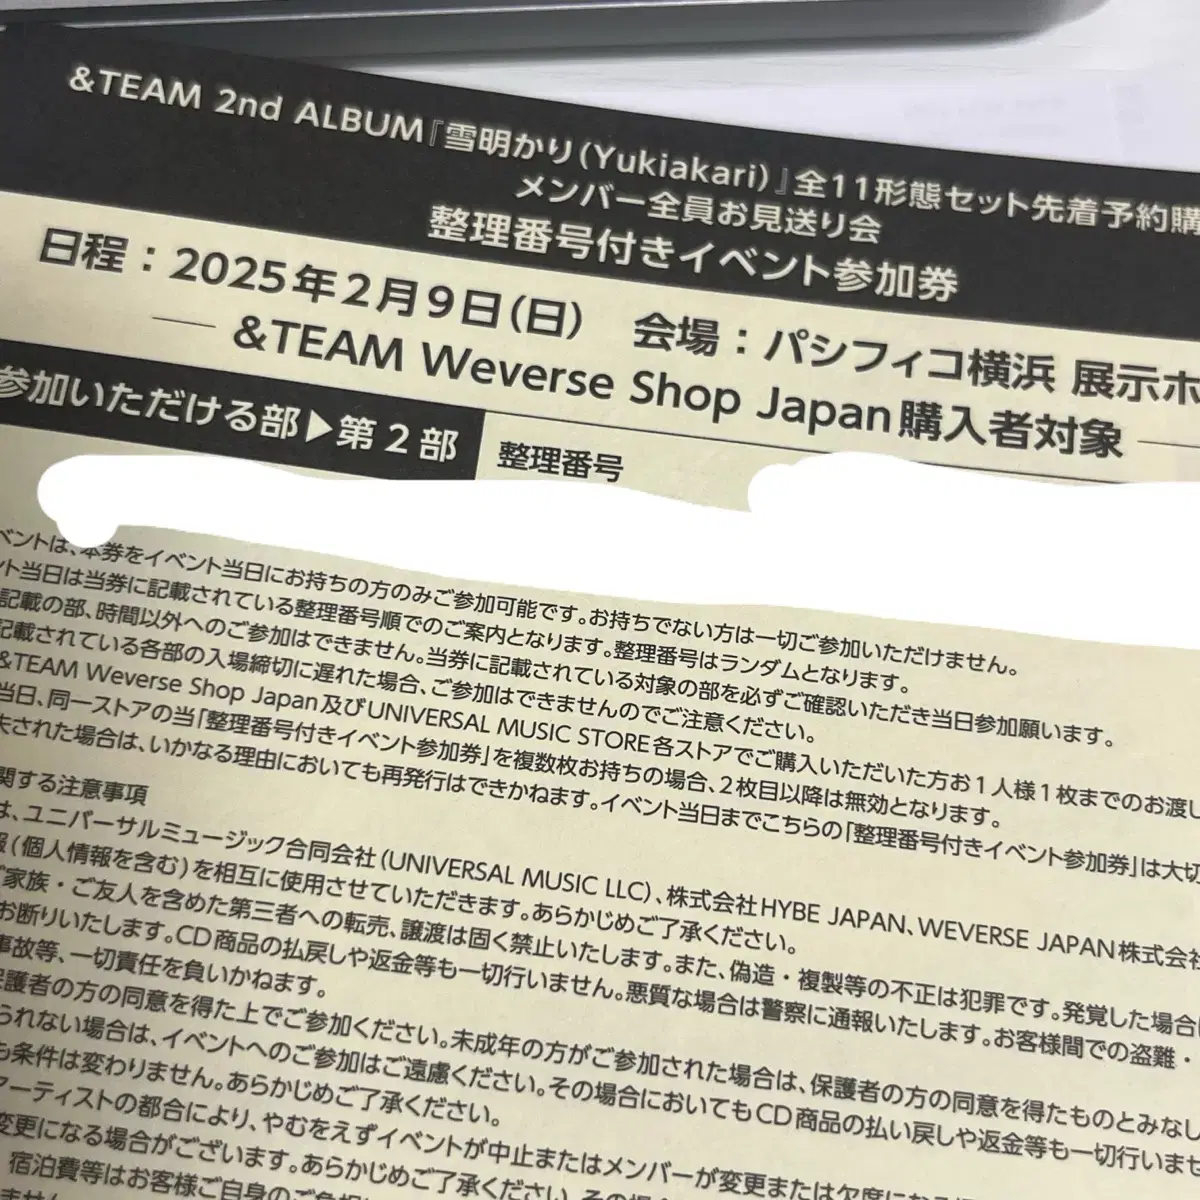 &TEAM 2nd ALBUM『雪明かり(Yukiakari)』全11形態セット先着予約購
メンバー全員お見送り会
整理番号付きイベント参加券
日程：2025年2月9日(日) 会場：パシフィコ横浜 展示ホ
― &TEAM Weverse Shop Japan購入者対象 ―
参加いただける部▶第2部 整理番号
ベントは、本券をイベント当日にお持ちの方のみご参加可能です。お持ちでない方は一切ご参加いただけません。
ント当日は当券に記載されている整理番号順でのご案内となります。整理番号はランダムとなります。
記載の部、時間以外へのご参加はできません。当券に記載されている対象の部を必ずご確認いただき当日参加願います。
記載されている各部の入場締切に遅れた場合、ご参加はできませんのでご注意ください。
&TEAM Weverse Shop Japan及びUNIVERSAL MUSIC STORE各ストアでご購入いただいた方お1人様1枚までのお渡し
当日、同一ストアの当「整理番号付きイベント参加券」を複数枚お持ちの場合、2枚目以降は無効となります。
失された場合は、いかなる理由においても再発行はできかねます。イベント当日までこちらの「整理番号付きイベント参加券」は大切
関する注意事項
は、ユニバーサルミュージック合同会社(UNIVERSAL MUSIC LLC)、株式会社HYBE JAPAN、WEVERSE JAPAN株式会社
報(個人情報を含む)を相互に使用させていただきます。あらかじめご了承ください。
ご家族・ご友人を含めた第三者への転売、譲渡は固く禁止いたします。また、偽造・複製等の不正は犯罪です。発覚した場合は
お断りいたします。CD商品の払戻しや返金等も一切行いません。悪質な場合は警察に通報いたします。お客様間での盗難・
事故等、一切責任を負いかねます。
保護者の方の同意を得た上でご参加ください。未成年の方がご参加された場合は、保護者の方の同意を得たものとみなし
られない場合は、イベントへのご参加はご遠慮ください。その場合においてもCD商品の払い戻しや返金等も一切行いませ
も条件は変わりません。あらかじめご了承ください。
アーティストの都合により、やむをえずイベントが中止またはメンバーが変更または欠席になる
変更になる場合がございます。あらかじめご了承ください。
宿泊費等はお客様ご自身のご負担